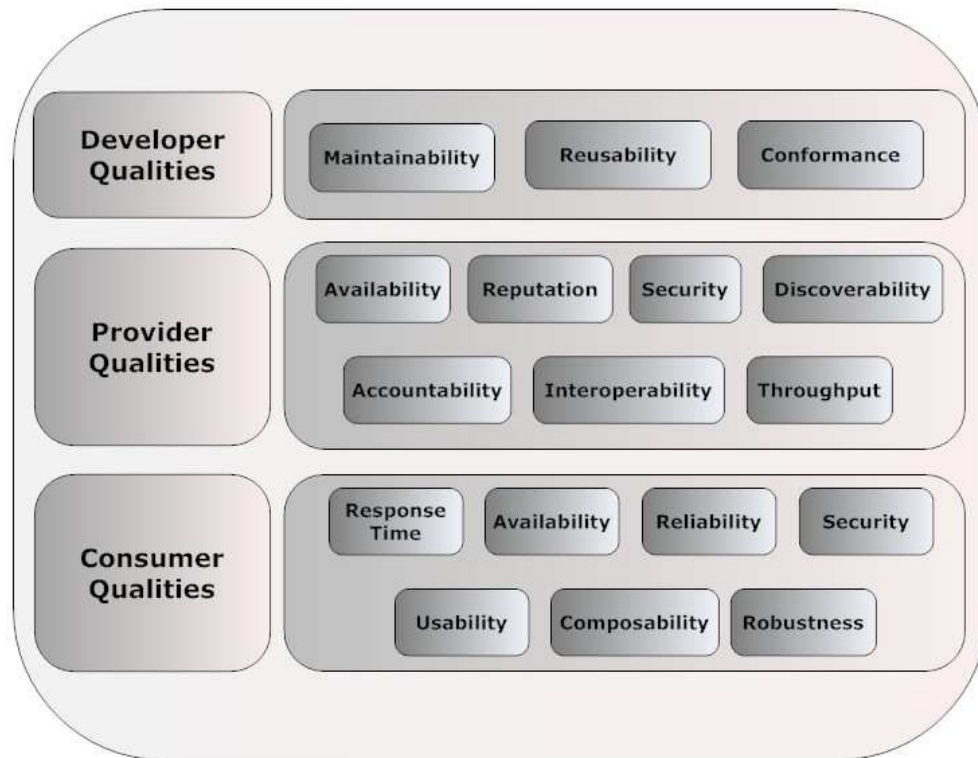 Developer
Qualities
Maintainability
Reusability
Conformance
Provider
Qualities
Availability
Reputation
Security
Discoverability
Accountability
Interoperability
Throughput
Consumer
Qualities
Response
Time
Availability
Reliability
Security
Usability
Composability
Robustness